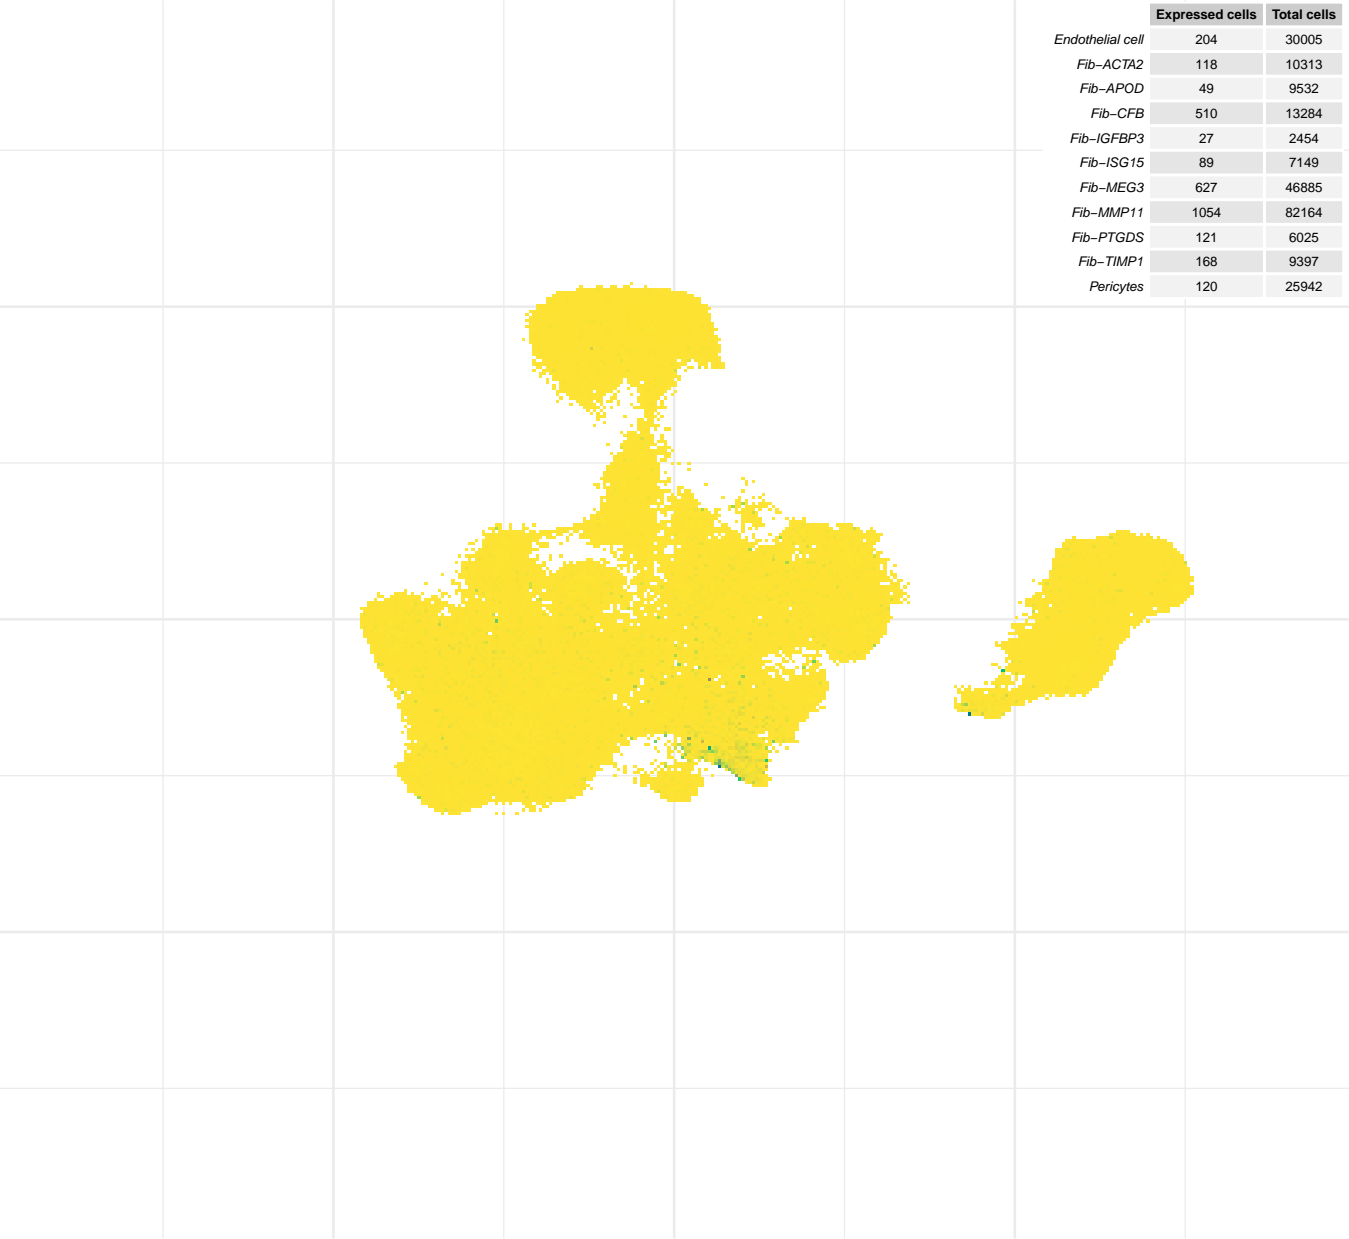 Expressed cells Total cells
Endothelial cell 204 30005
Fib−ACTA2 118 10313
Fib−APOD 49 9532
Fib−CFB 510 13284
Fib−IGFBP3 27 2454
Fib−ISG15 89 7149
Fib−MEG3 627 46885
Fib−MMP11 1054 82164
Fib−PTGDS 121 6025
Fib−TIMP1 168 9397
Pericytes 120 25942